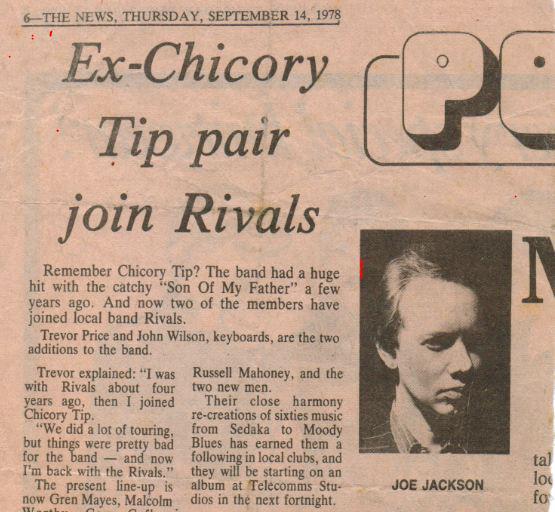 6—THE NEWS, THURSDAY, SEPTEMBER 14, 1978
Ex-Chicory
Tip pair
join Rivals
Remember Chicory Tip? The band had a huge
hit with the catchy “Son Of My Father” a few
years ago. And now two of the members have
joined local band Rivals.
Trevor Price and John Wilson, keyboards, are the two
additions to the band.
Trevor explained: “I was
with Rivals about four
years ago, then I joined
Chicory Tip.
“We did a lot of touring,
but things were pretty bad
for the band — and now
I’m back with the Rivals.”
The present line-up is
now Gren Mayes, Malcolm
Russell Mahoney, and the
two new men.
Their close harmony
re-creations of sixties music
from Sedaka to Moody
Blues has earned them a
following in local clubs, and
they will be starting on an
album at Telecomms Stu-
dios in the next fortnight.
PO
M
JOE JACKSON
tal
loc
fo